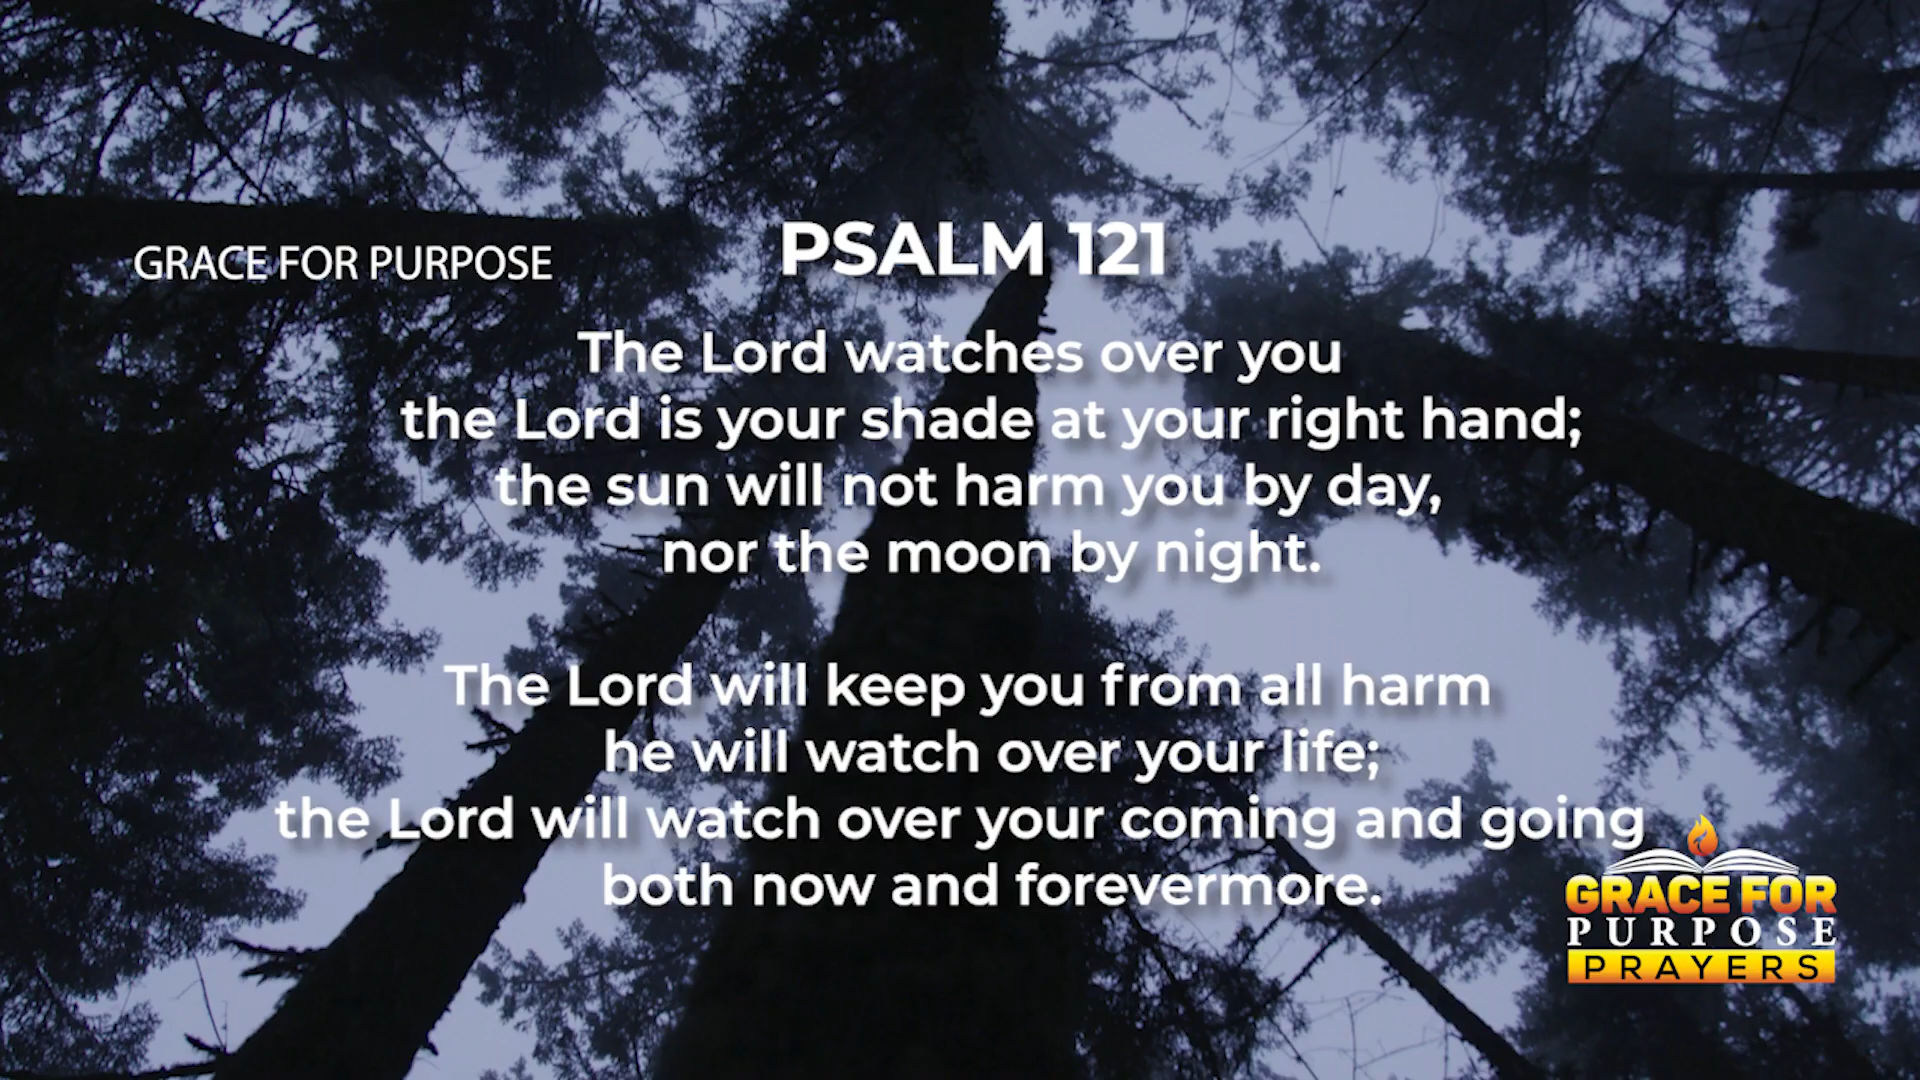 GRACE FOR PURPOSE
PSALM 121
The Lord watches over you
the Lord is your shade at your right hand;
the sun will not harm you by day,
nor the moon by night.
The Lord will keep you from all harm
he will watch over your life;
the Lord will watch over your coming and going
both now and forevermore.
GRACE FOR
PURPOSE
PRAYERS